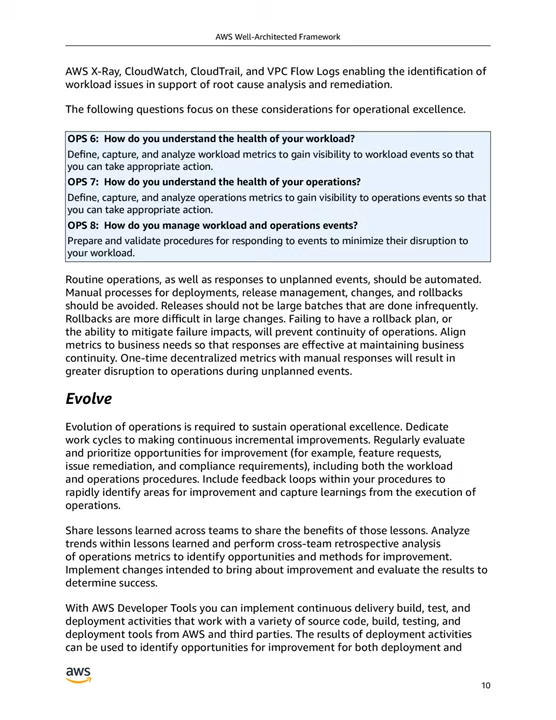 AWS Well-Architected Framework
AWS X-Ray, CloudWatch, CloudTrail, and VPC Flow Logs enabling the identification of
workload issues in support of root cause analysis and remediation.
The following questions focus on these considerations for operational excellence.
OPS 6:  How do you understand the health of your workload?
Define, capture, and analyze workload metrics to gain visibility to workload events so that
you can take appropriate action.
OPS 7:  How do you understand the health of your operations?
Define, capture, and analyze operations metrics to gain visibility to operations events so that
you can take appropriate action.
OPS 8:  How do you manage workload and operations events?
Prepare and validate procedures for responding to events to minimize their disruption to
your workload.
Routine operations, as well as responses to unplanned events, should be automated.
Manual processes for deployments, release management, changes, and rollbacks
should be avoided. Releases should not be large batches that are done infrequently.
Rollbacks are more difficult in large changes. Failing to have a rollback plan, or
the ability to mitigate failure impacts, will prevent continuity of operations. Align
metrics to business needs so that responses are effective at maintaining business
continuity. One-time decentralized metrics with manual responses will result in
greater disruption to operations during unplanned events.
Evolve
Evolution of operations is required to sustain operational excellence. Dedicate
work cycles to making continuous incremental improvements. Regularly evaluate
and prioritize opportunities for improvement (for example, feature requests,
issue remediation, and compliance requirements), including both the workload
and operations procedures. Include feedback loops within your procedures to
rapidly identify areas for improvement and capture learnings from the execution of
operations.
Share lessons learned across teams to share the benefits of those lessons. Analyze
trends within lessons learned and perform cross-team retrospective analysis
of operations metrics to identify opportunities and methods for improvement.
Implement changes intended to bring about improvement and evaluate the results to
determine success.
With AWS Developer Tools you can implement continuous delivery build, test, and
deployment activities that work with a variety of source code, build, testing, and
deployment tools from AWS and third parties. The results of deployment activities
can be used to identify opportunities for improvement for both deployment and
aws
10